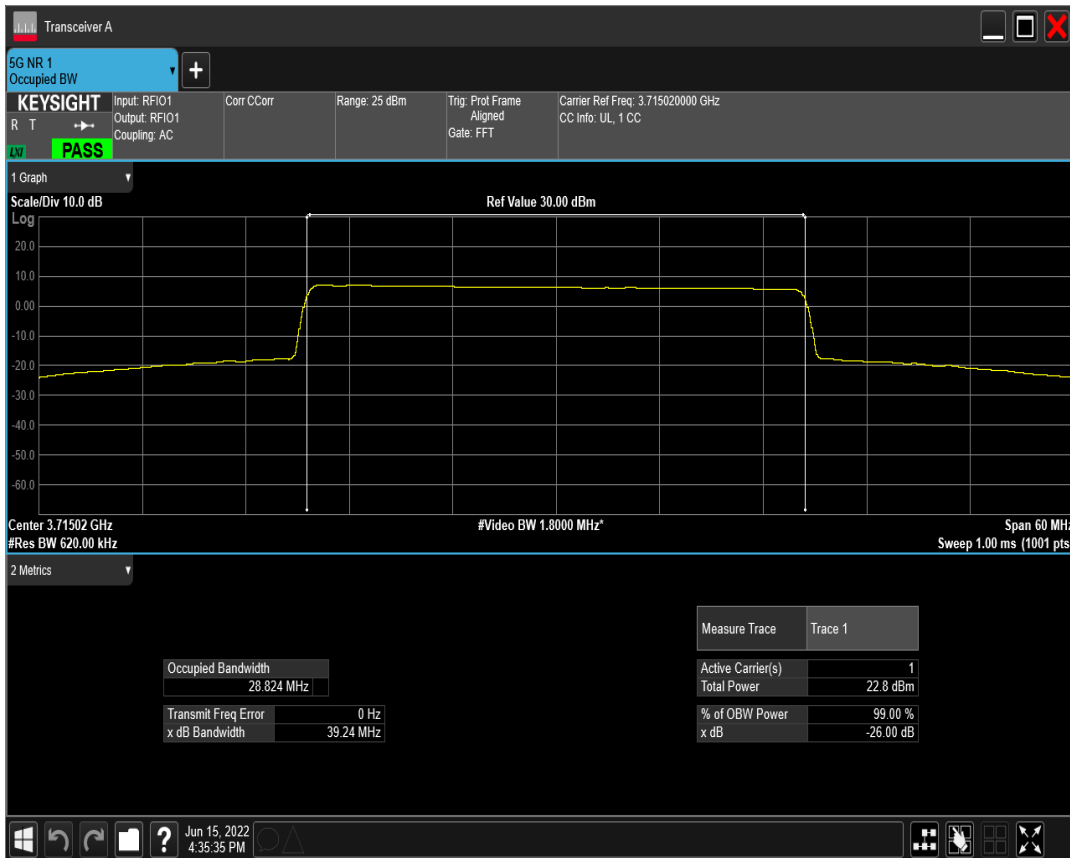 Transceiver A
5G NR 1
Occupied BW
+
KEYSIGHT
R T
LXI
PASS
Input: RFIO1
Output: RFIO1
Coupling: AC
Corr CCorr
Range: 25 dBm
Trig: Prot Frame
Aligned
Gate: FFT
Carrier Ref Freq: 3.715020000 GHz
CC Info: UL, 1 CC
1 Graph
Scale/Div 10.0 dB
Ref Value 30.00 dBm
Log
20.0
10.0
0.00
-10.0
-20.0
-30.0
-40.0
-50.0
-60.0
Center 3.71502 GHz
#Video BW 1.8000 MHz*
Span 60 MHz
#Res BW 620.00 kHz
Sweep 1.00 ms (1001 pts
2 Metrics
Measure Trace Trace 1
Occupied Bandwidth
28.824 MHz
Active Carrier(s) 1
Total Power 22.8 dBm
Transmit Freq Error 0 Hz
x dB Bandwidth 39.24 MHz
% of OBW Power 99.00 %
x dB -26.00 dB
?
Jun 15, 2022
4:35:35 PM